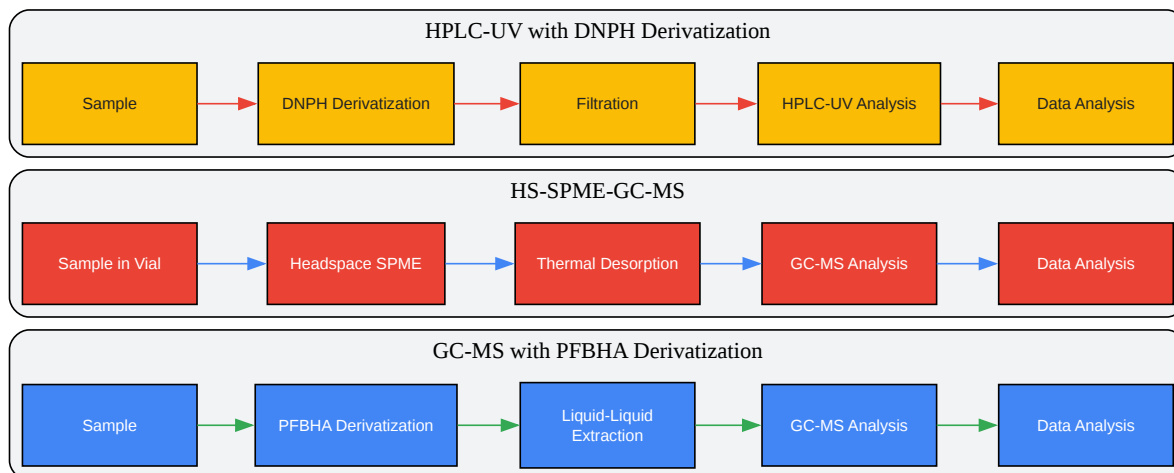 HPLC-UV with DNPH Derivatization
Sample
DNPH Derivatization
Filtration
HPLC-UV Analysis
Data Analysis
HS-SPME-GC-MS
Sample in Vial
Headspace SPME
Thermal Desorption
GC-MS Analysis
Data Analysis
GC-MS with PFBHA Derivatization
Sample
PFBHA Derivatization
Liquid-Liquid
Extraction
GC-MS Analysis
Data Analysis